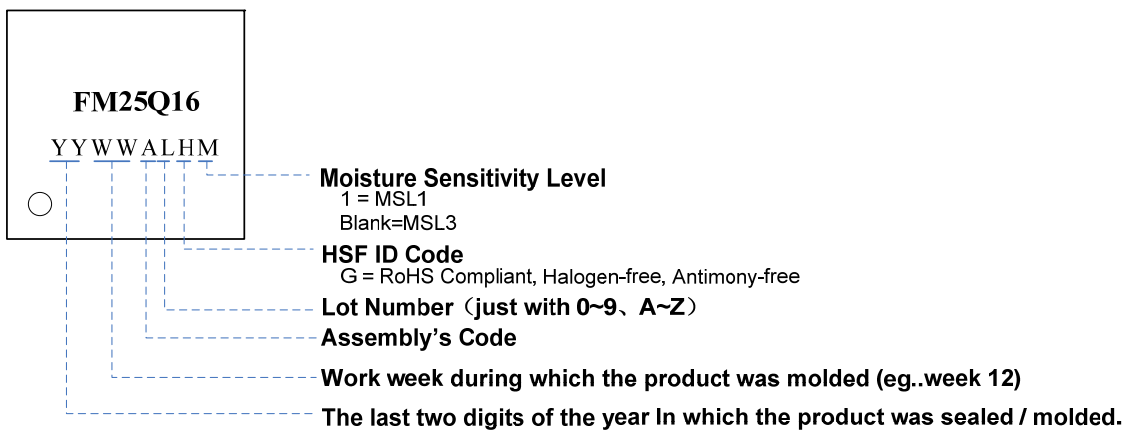 FM25Q16
YYWWALHM
Moisture Sensitivity Level
1 = MSL1
Blank=MSL3
HSF ID Code
G = RoHS Compliant, Halogen-free, Antimony-free
Lot Number（just with 0~9、A~Z）
Assembly's Code
Work week during which the product was molded (eg..week 12)
The last two digits of the year In which the product was sealed / molded.